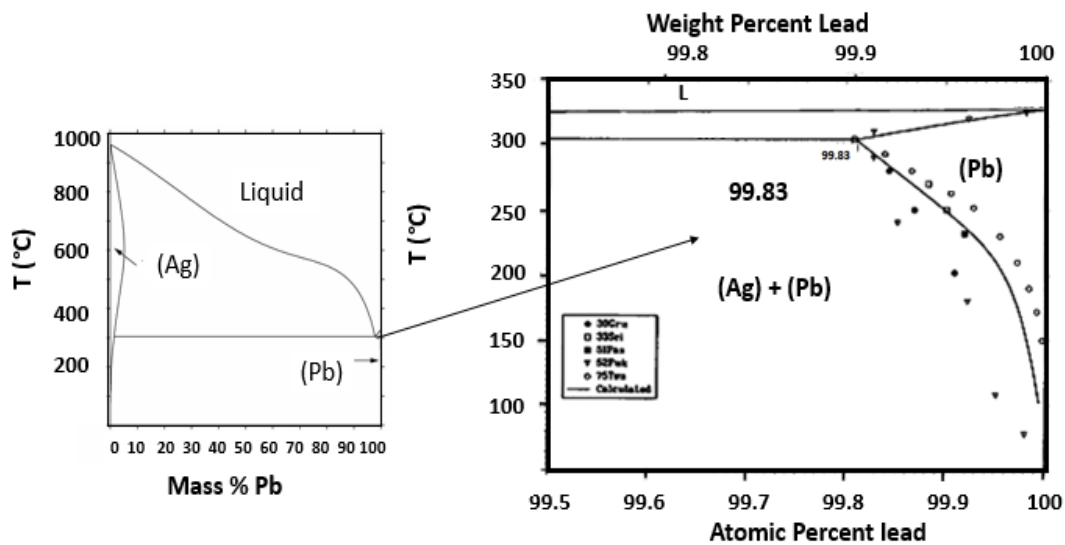 1000
800
600
400
200
T (°C)
Liquid
(Ag)
(Pb)
0 10 20 30 40 50 60 70 80 90 100
Mass % Pb
Weight Percent Lead
99.8 99.9 100
350
300
250
200
150
100
T (°C)
L
99.83
99.83
(Pb)
(Ag) + (Pb)
Calculated
99.5 99.6 99.7 99.8 99.9 100
Atomic Percent lead